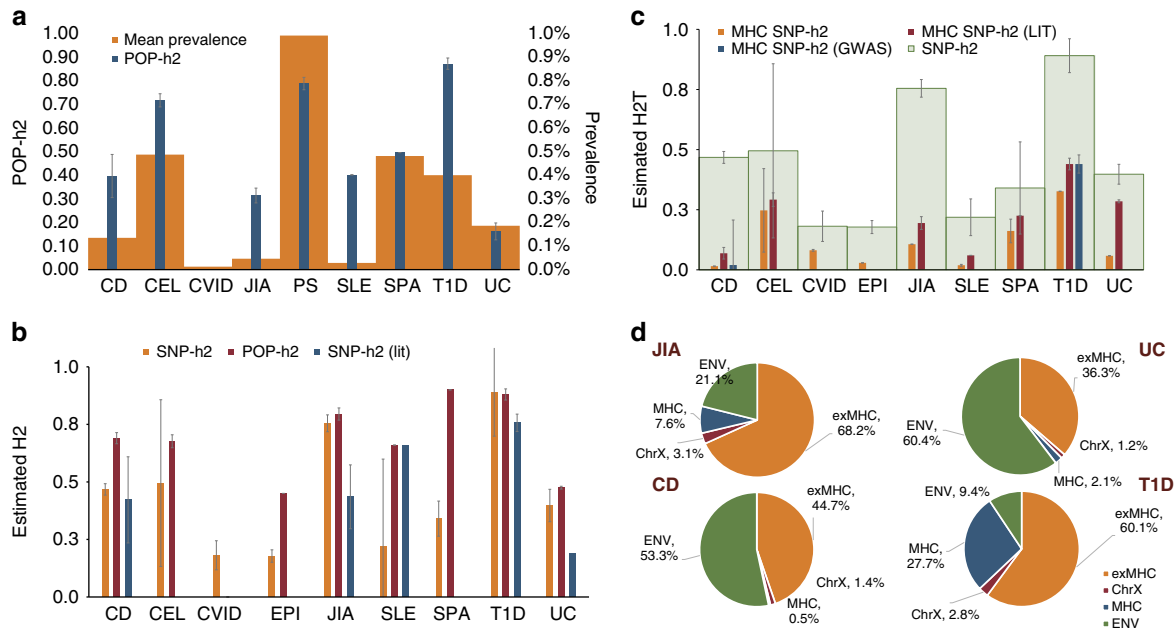 a
1.00
0.90
0.80
0.70
0.60
0.50
0.40
0.30
0.20
0.10
0.00
POP-h2
Mean prevalence
POP-h2
1.0%
0.9%
0.8%
0.7%
0.6%
0.5%
0.4%
0.3%
0.2%
0.1%
0.0%
Prevalence
CD CEL CVID JIA PS SLE SPA T1D UC
b
SNP-h2 POP-h2 SNP-h2 (lit)
1.0
0.8
0.5
0.3
0.0
Estimated H2
CD CEL CVID EPI JIA SLE SPA T1D UC
c
MHC SNP-h2 MHC SNP-h2 (LIT)
MHC SNP-h2 (GWAS) SNP-h2
1.0
0.8
0.5
0.3
0.0
Esimated H2T
CD CEL CVID EPI JIA SLE SPA T1D UC
d
JIA
ENV,
21.1%
MHC,
7.6%
ChrX, 3.1%
exMHC,
68.2%
UC
exMHC,
36.3%
ENV,
60.4%
ChrX, 1.2%
MHC, 2.1%
CD
exMHC,
44.7%
ENV,
53.3%
ChrX, 1.4%
MHC,
0.5%
T1D
ENV, 9.4%
exMHC,
60.1%
MHC,
27.7%
ChrX, 2.8%
exMHC
ChrX
MHC
ENV